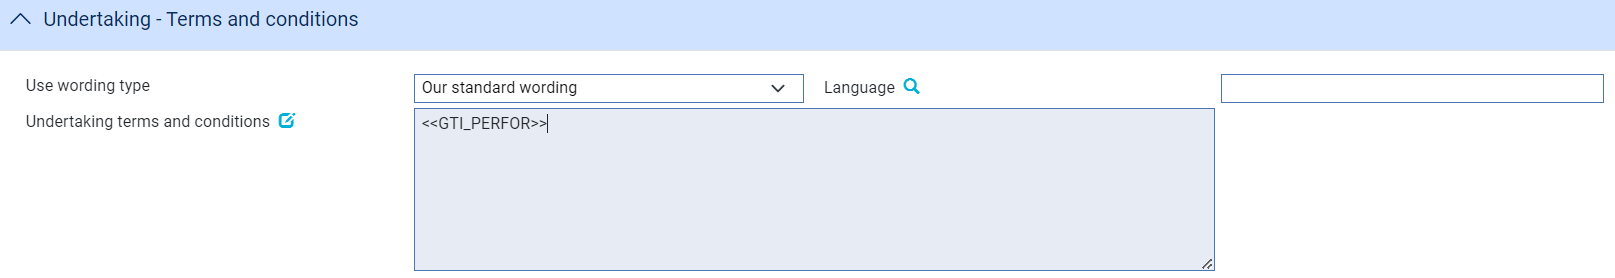 Undertaking - Terms and conditions
Use wording type
Our standard wording
Language
Undertaking terms and conditions
<<GTI_PERFOR>>